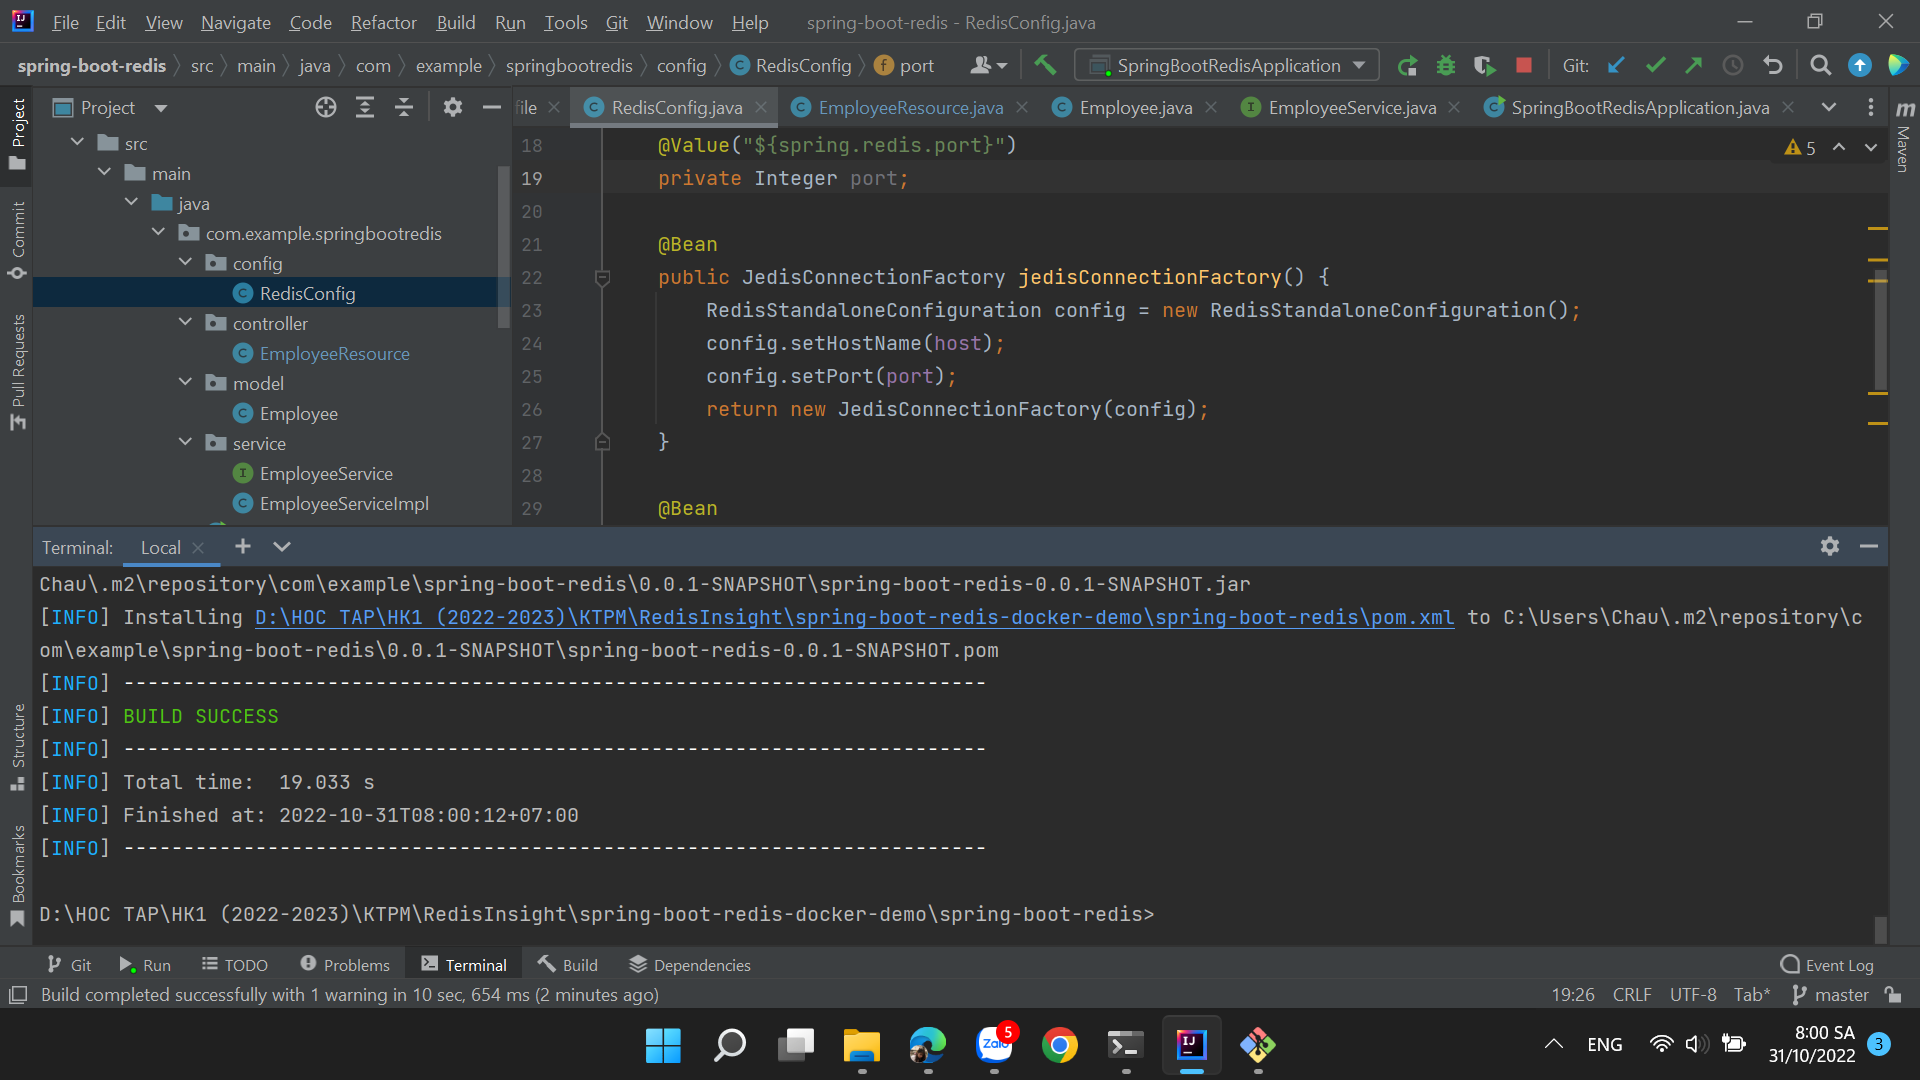 File Edit View Navigate Code Refactor Build Run Tools Git Window Help spring-boot-redis - RedisConfig.java
spring-boot-redis src main java com example springbootredis config RedisConfig port SpringBootRedisApplication Git:
Project
file RedisConfig.java EmployeeResource.java Employee.java EmployeeService.java SpringBootRedisApplication.java
Project
Commit
Pull Requests
Structure
Bookmarks
Maven
src
main
java
com.example.springbootredis
config
RedisConfig
controller
EmployeeResource
model
Employee
service
EmployeeService
EmployeeServiceImpl
5
18 @Value("${spring.redis.port}")
19 private Integer port;
20
21 @Bean
22 public JedisConnectionFactory jedisConnectionFactory() {
23 RedisStandaloneConfiguration config = new RedisStandaloneConfiguration();
24 config.setHostName(host);
25 config.setPort(port);
26 return new JedisConnectionFactory(config);
27 }
28
29 @Bean
Terminal: Local
Chau\.m2\repository\com\example\spring-boot-redis\0.0.1-SNAPSHOT\spring-boot-redis-0.0.1-SNAPSHOT.jar
[INFO] Installing D:\HOC TAP\HK1 (2022-2023)\KTPM\RedisInsight\spring-boot-redis-docker-demo\spring-boot-redis\pom.xml to C:\Users\Chau\.m2\repository\c
om\example\spring-boot-redis\0.0.1-SNAPSHOT\spring-boot-redis-0.0.1-SNAPSHOT.pom
[INFO] ------------------------------------------------------------------------
[INFO] BUILD SUCCESS
[INFO] ------------------------------------------------------------------------
[INFO] Total time:  19.033 s
[INFO] Finished at: 2022-10-31T08:00:12+07:00
[INFO] ------------------------------------------------------------------------
D:\HOC TAP\HK1 (2022-2023)\KTPM\RedisInsight\spring-boot-redis-docker-demo\spring-boot-redis>
Git Run TODO Problems Terminal Build Dependencies Event Log
Build completed successfully with 1 warning in 10 sec, 654 ms (2 minutes ago) 19:26 CRLF UTF-8 Tab* master
Zalo 5
ENG
8:00 SA
31/10/2022
3